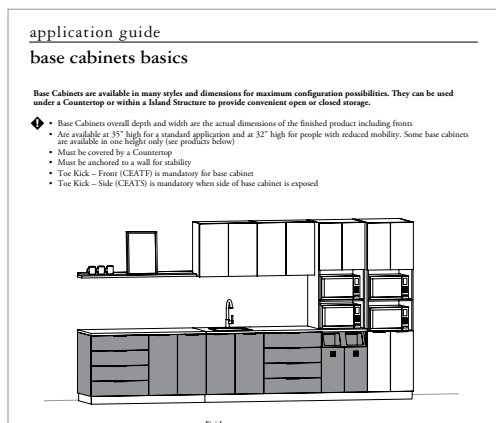 application guide
base cabinets basics
Base Cabinets are available in many styles and dimensions for maximum configuration possibilities. They can be used
under a Countertop or within a Island Structure to provide convenient open or closed storage.
• Base Cabinets overall depth and width are the actual dimensions of the finished product including fronts
• Are available at 35" high for a standard application and at 32" high for people with reduced mobility. Some base cabinets
are available in one height only (see products below)
• Must be covered by a Countertop
• Must be anchored to a wall for stability
• Toe Kick – Front (CEATF) is mandatory for base cabinet
• Toe Kick – Side (CEATS) is mandatory when side of base cabinet is exposed